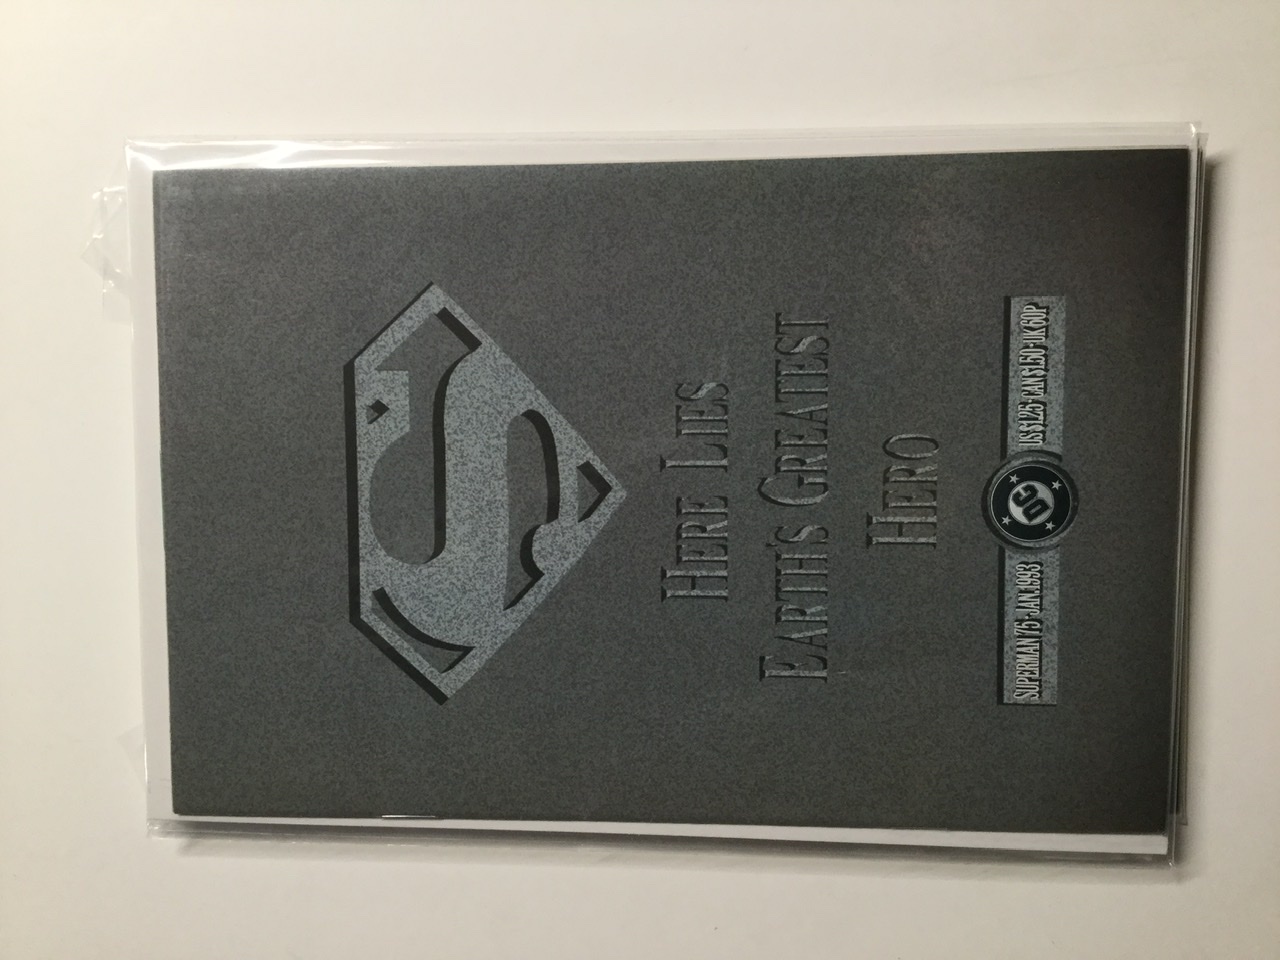 HERE LIES
EARTH'S GREATEST
HERO
SUPERMAN 75 · JAN. 1993 DC US $1.25 · CAN $1.50 · UK 60P